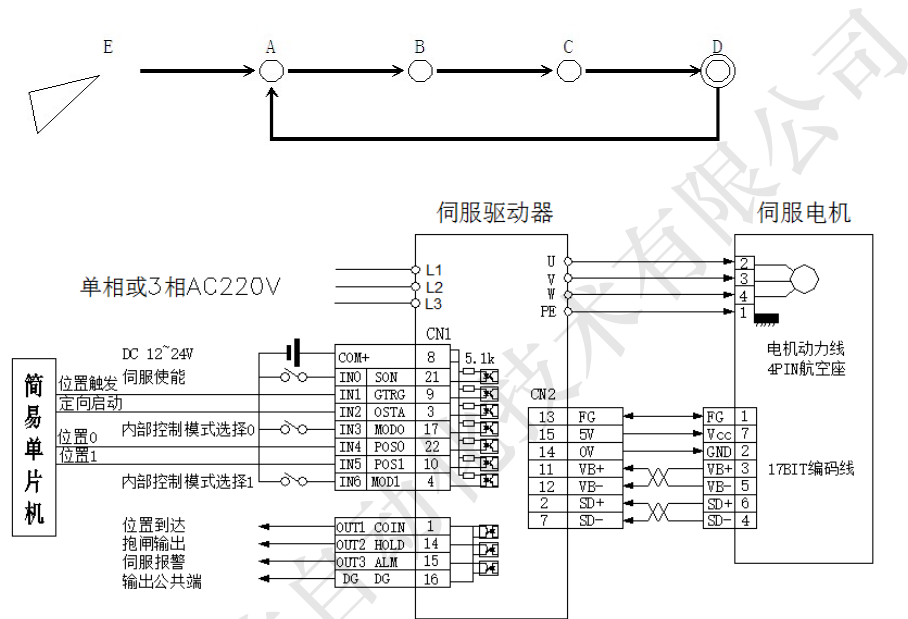 E A B C D
伺服驱动器 伺服电机
单相或3相AC220V
L1
L2
L3
U
V
W
PE
2
3
4
1
电机动力线
4PIN航空座
CN1
DC 12~24V
COM+ 8 5.1k
伺服使能 IN0 SON 21
位置触发 IN1 GTRG 9
定向启动 IN2 OSTA 3
内部控制模式选择0 IN3 MOD0 17
位置0 IN4 POS0 22
位置1 IN5 POS1 10
内部控制模式选择1 IN6 MOD1 4
简易单片机
位置到达 OUT1 COIN 1
抱闸输出 OUT2 HOLD 14
伺服报警 OUT3 ALM 15
输出公共端 DG DG 16
CN2
13 FG FG 1
15 5V Vcc 7
14 0V GND 2
11 VB+ VB+ 3
12 VB- VB- 5
2 SD+ SD+ 6
7 SD- SD- 4
17BIT编码线
自动化技术有限公司